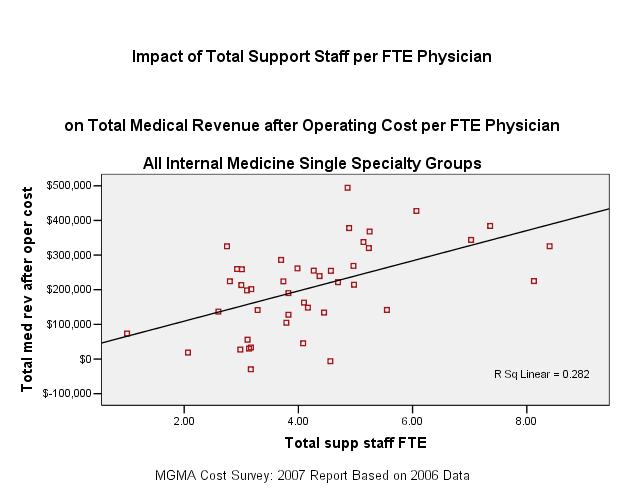 Impact of Total Support Staff per FTE Physician
on Total Medical Revenue after Operating Cost per FTE Physician
All Internal Medicine Single Specialty Groups
Total med rev after oper cost
$500,000
$400,000
$300,000
$200,000
$100,000
$0
$-100,000
R Sq Linear = 0.282
2.00 4.00 6.00 8.00
Total supp staff FTE
MGMA Cost Survey: 2007 Report Based on 2006 Data